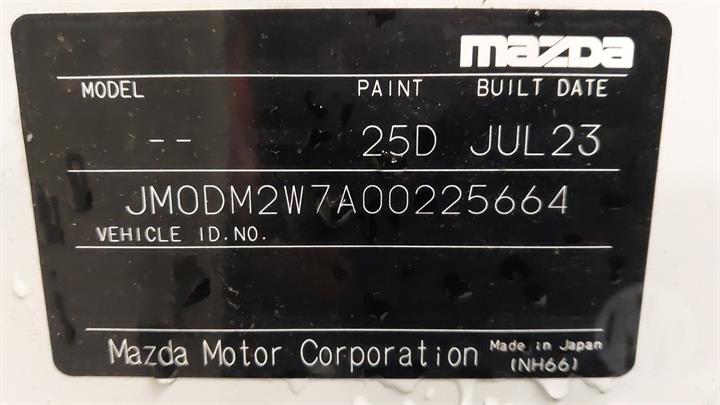 mazda
MODEL PAINT BUILT DATE
-- 25D JUL23
JM0DM2W7A00225664
VEHICLE ID.NO.
Mazda Motor Corporation Made in Japan
(NH66)